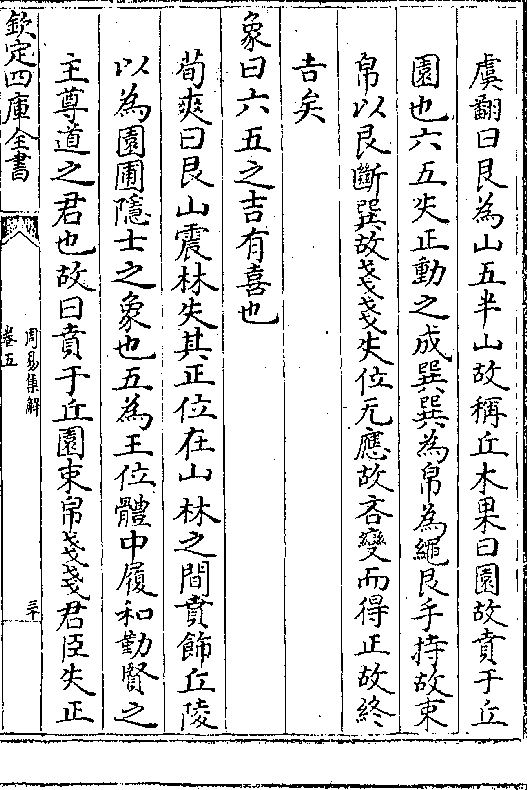 虞翻曰艮為山五半山故稱丘木果曰園故賁于丘
園也六五失正動之成巽巽為帛為繩艮手持故束
帛以艮斷巽故戔戔失位无應故吝變而得正故終
吉矣
象曰六五之吉有喜也
荀爽曰艮山震林失其正位在山林之間賁飾丘陵
以為園圃隱士之象也五為王位體中履和勤賢之
主尊道之君也故曰賁于丘園束帛戔戔君臣失正
欽定四庫全書
周易集解
卷五
三十